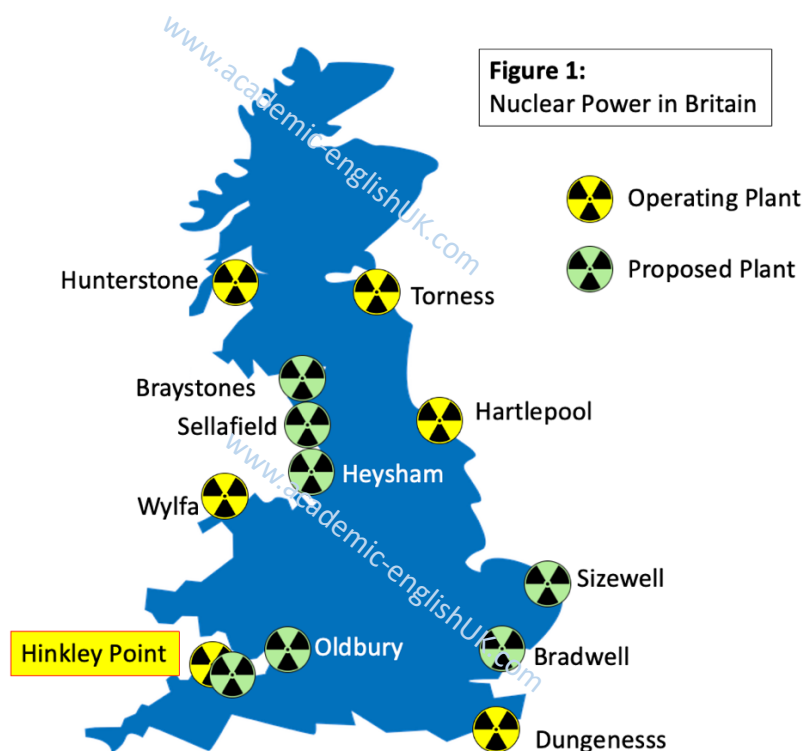 www.academic-englishUK.com
Figure 1:
Nuclear Power in Britain
Operating Plant
Proposed Plant
Hunterstone
Torness
Braystones
Hartlepool
Sellafield
Heysham
www.academic-englishUK.com
Wylfa
Sizewell
Hinkley Point
Oldbury
Bradwell
Dungenesss